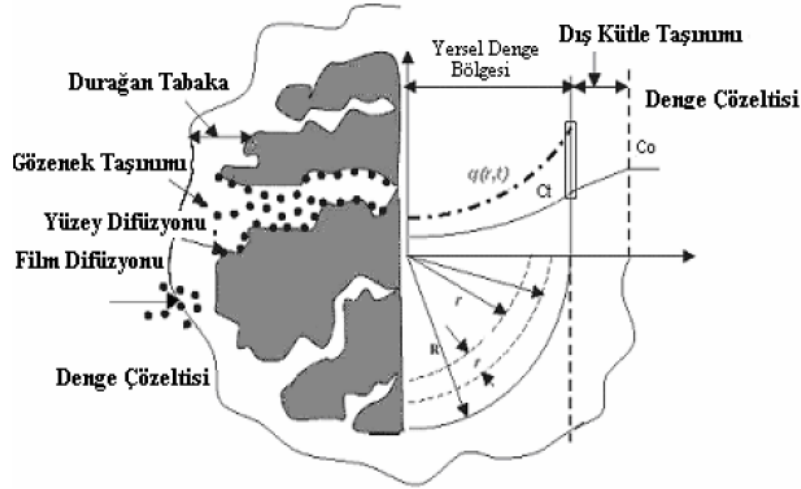 Durağan Tabaka
Gözenek Taşınımı
Yüzey Difüzyonu
Film Difüzyonu
Denge Çözeltisi
Yersel Denge
Bölgesi
Dış Kütle Taşınımı
Denge Çözeltisi
q(r,t)
Ct
Co
r
R
r